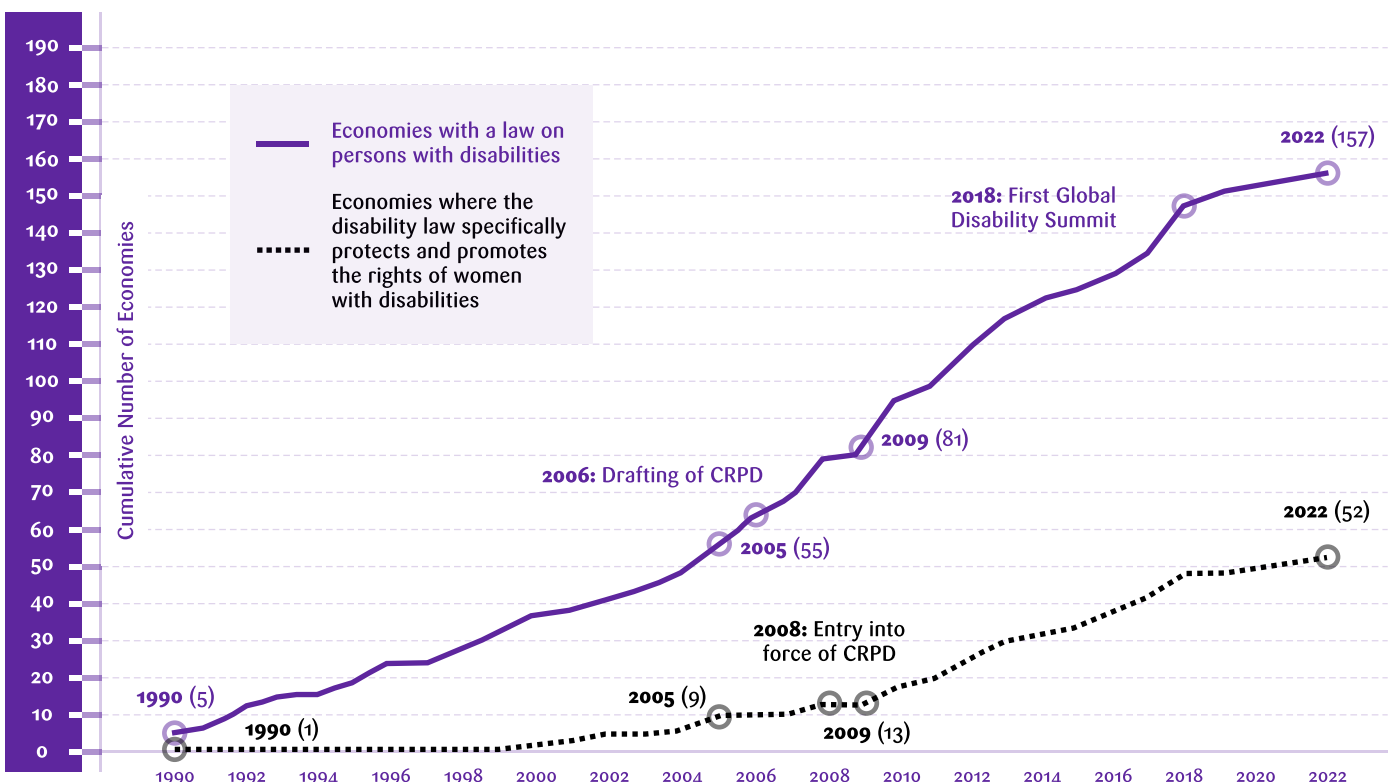 190
180
170
160
150
140
130
120
110
100
90
80
70
60
50
40
30
20
10
0
Cumulative Number of Economies
Economies with a law on
persons with disabilities
Economies where the
disability law specifically
protects and promotes
the rights of women
with disabilities
2022 (157)
2018: First Global
Disability Summit
2009 (81)
2006: Drafting of CRPD
2005 (55)
2022 (52)
2008: Entry into
force of CRPD
1990 (5)
2005 (9)
1990 (1)
2009 (13)
1990 1992 1994 1996 1998 2000 2002 2004 2006 2008 2010 2012 2014 2016 2018 2020 2022